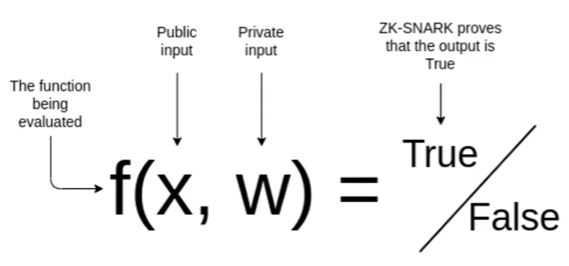 Public
input
Private
input
ZK-SNARK proves
that the output is
True
The function
being
evaluated
f(x, w) = True
False